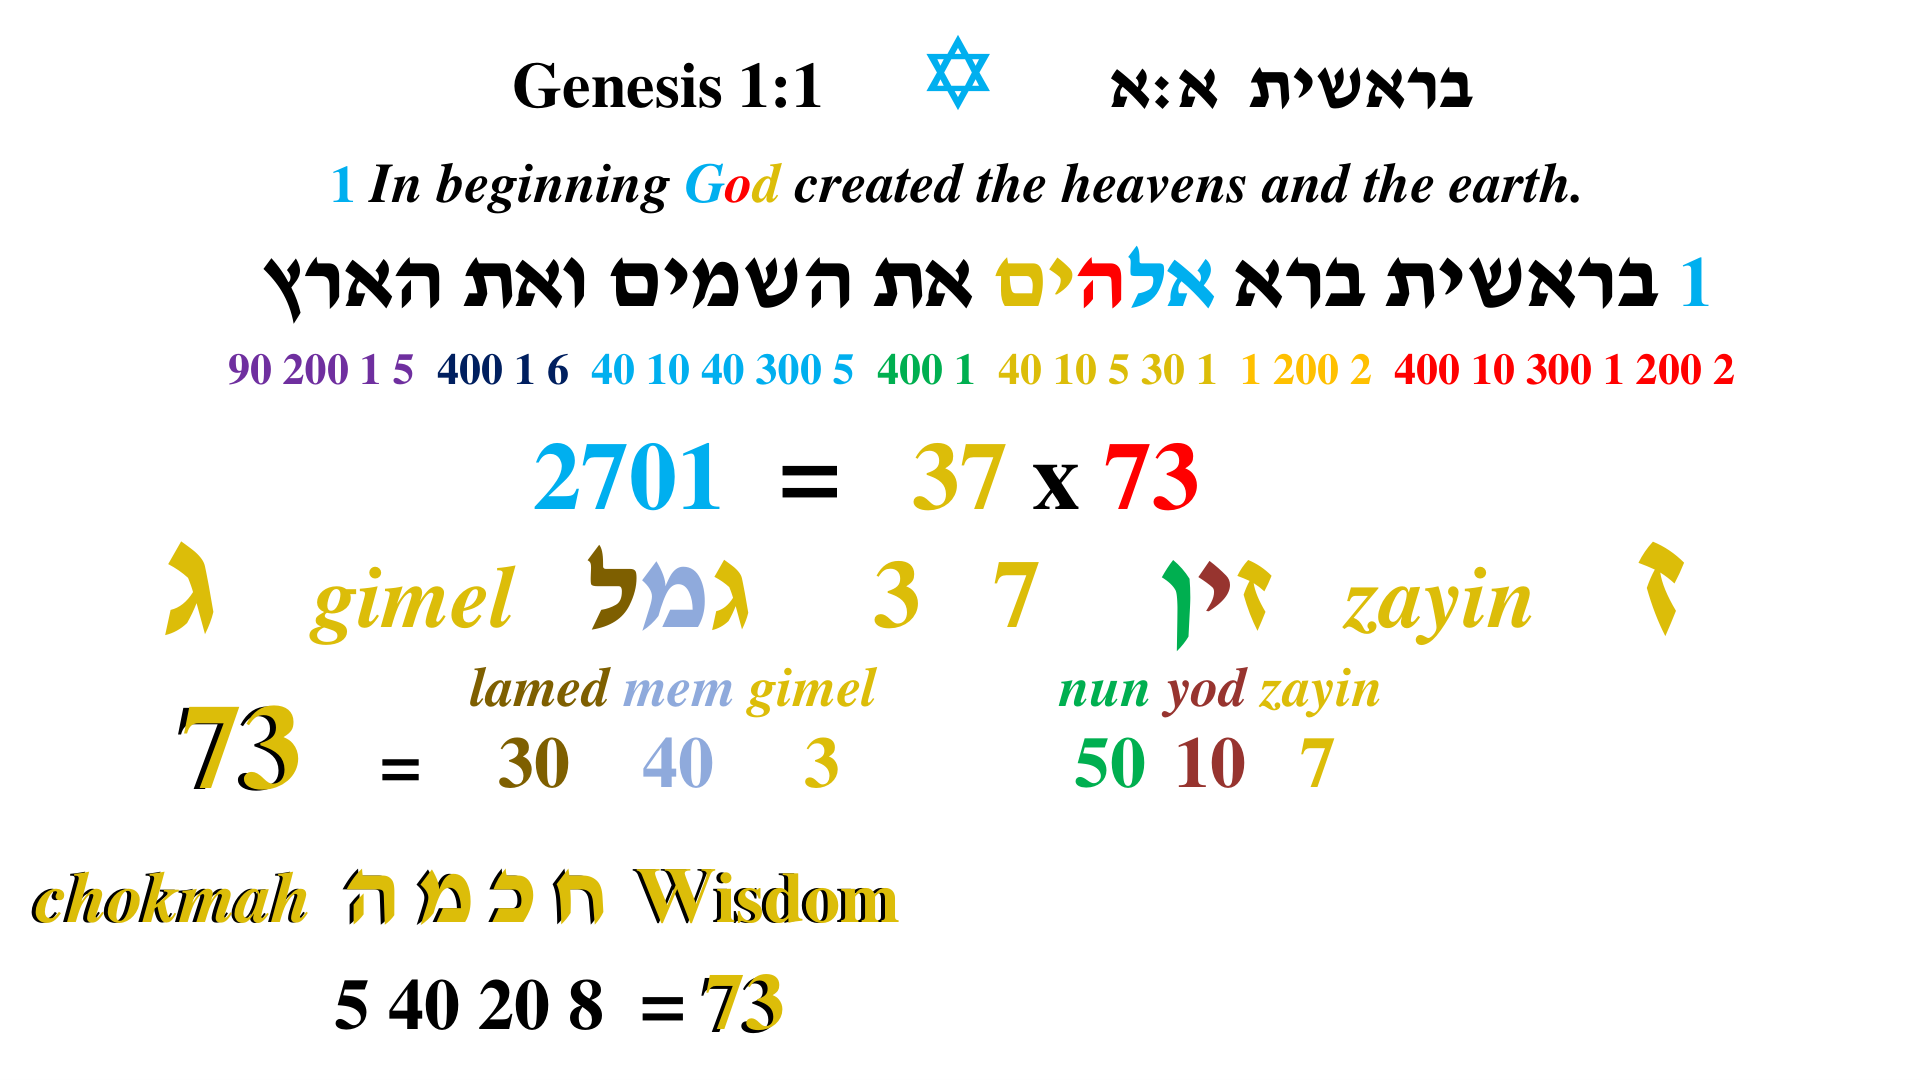 Genesis 1:1 ✡ בראשית א:א
1 In beginning God created the heavens and the earth.
1 בראשית ברא אלהים את השמים ואת הארץ
90 200 1 5 400 1 6 40 10 40 300 5 400 1 40 10 5 30 1 1 200 2 400 10 300 1 200 2
2701 = 37 x 73
ג gimel גמל 3 7 זין zayin ז
lamed mem gimel nun yod zayin
73 = 30 40 3 50 10 7
chokmah ח כ מ ה Wisdom
5 40 20 8 = 73